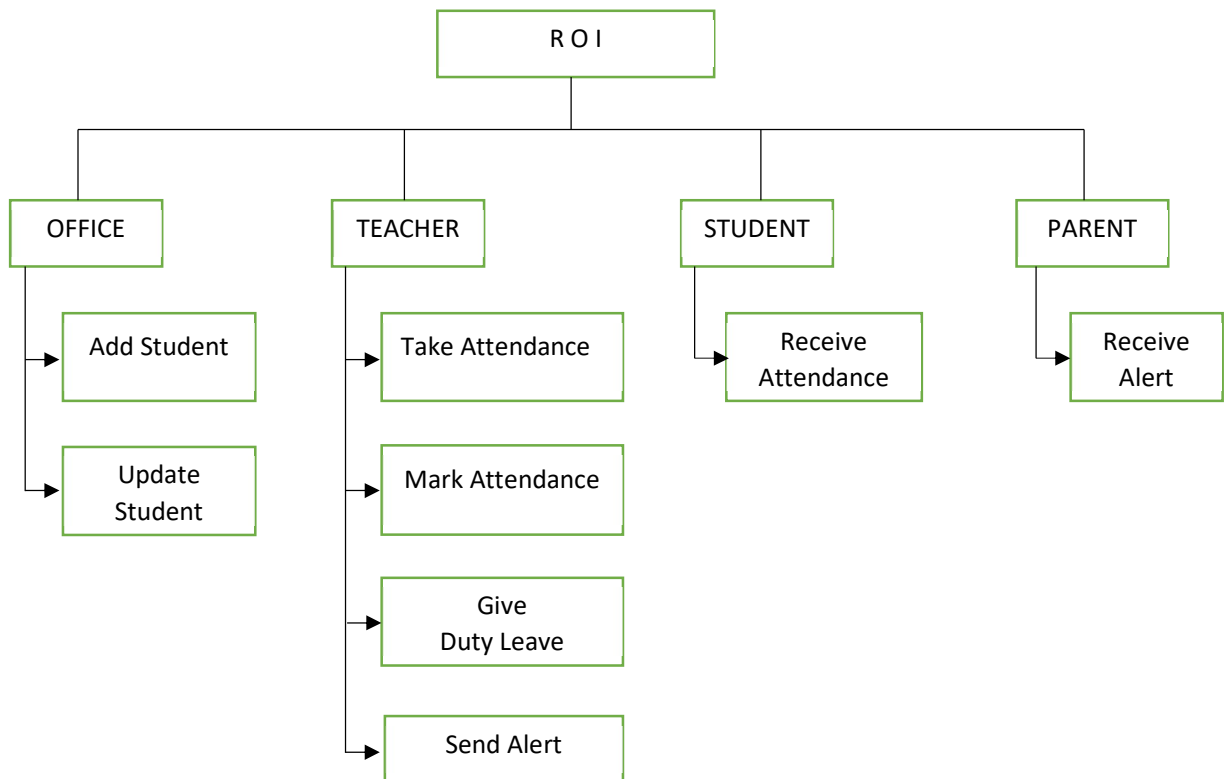 R O I
OFFICE
TEACHER
STUDENT
PARENT
Add Student
Take Attendance
Receive
Attendance
Receive
Alert
Update
Student
Mark Attendance
Give
Duty Leave
Send Alert